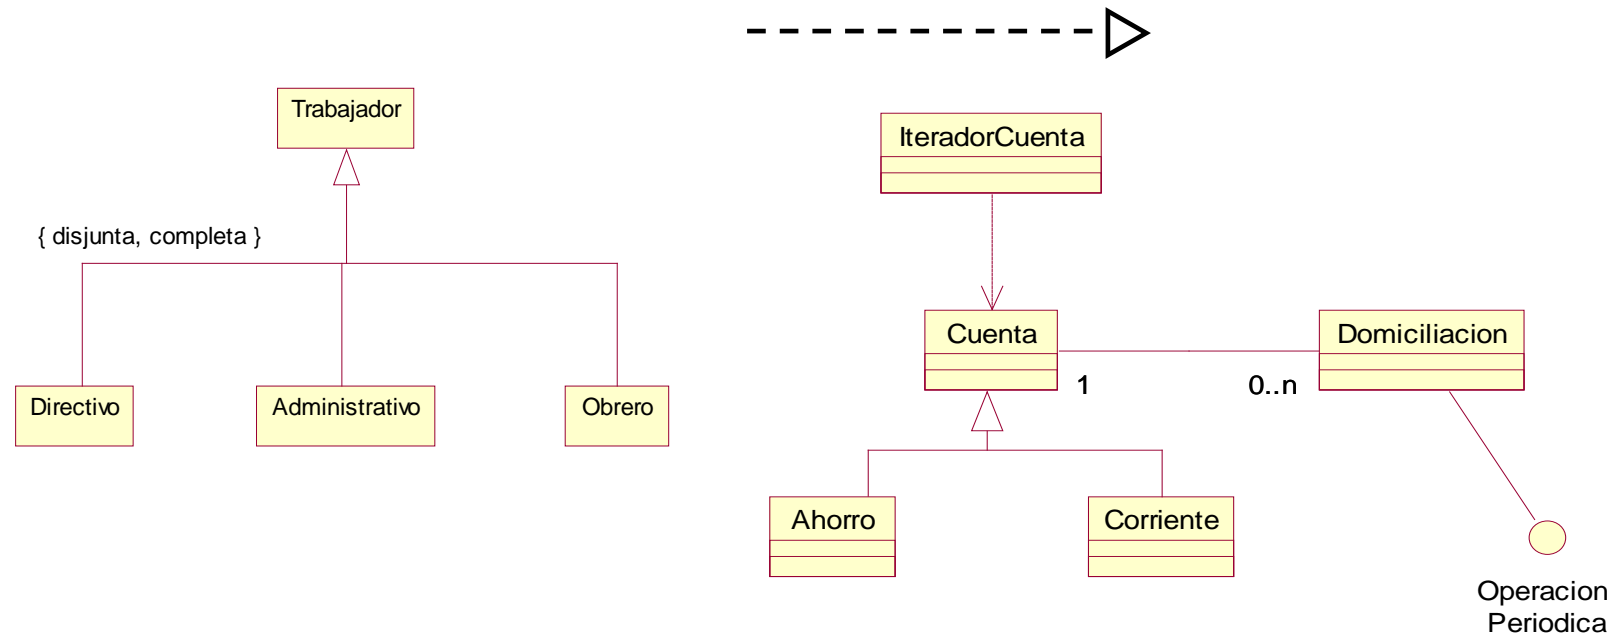 Trabajador
{ disjunta, completa }
Directivo
Administrativo
Obrero
IteradorCuenta
Cuenta
Domiciliacion
1
0..n
Ahorro
Corriente
Operacion
Periodica